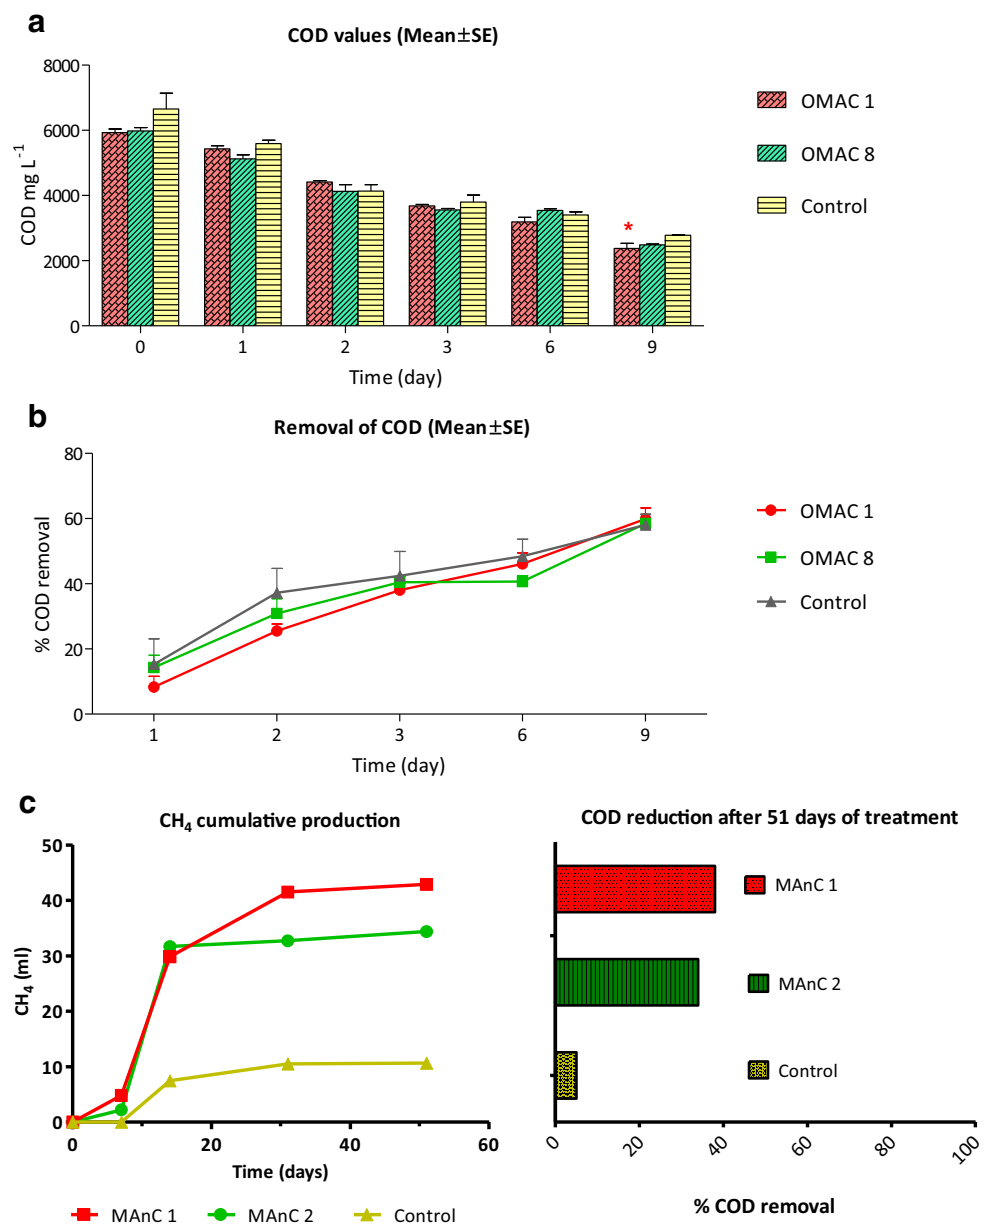 a
COD values (Mean±SE)
8000
6000
4000
2000
0
COD mg L⁻¹
0 1 2 3 6 9
Time (day)
*
OMAC 1
OMAC 8
Control
b
Removal of COD (Mean±SE)
80
60
40
20
0
% COD removal
1 2 3 6 9
Time (day)
OMAC 1
OMAC 8
Control
c
CH₄ cumulative production
50
40
30
20
10
0
CH₄ (ml)
0 20 40 60
Time (days)
MAnC 1 MAnC 2 Control
COD reduction after 51 days of treatment
MAnC 1
MAnC 2
Control
0 20 40 60 80 100
% COD removal